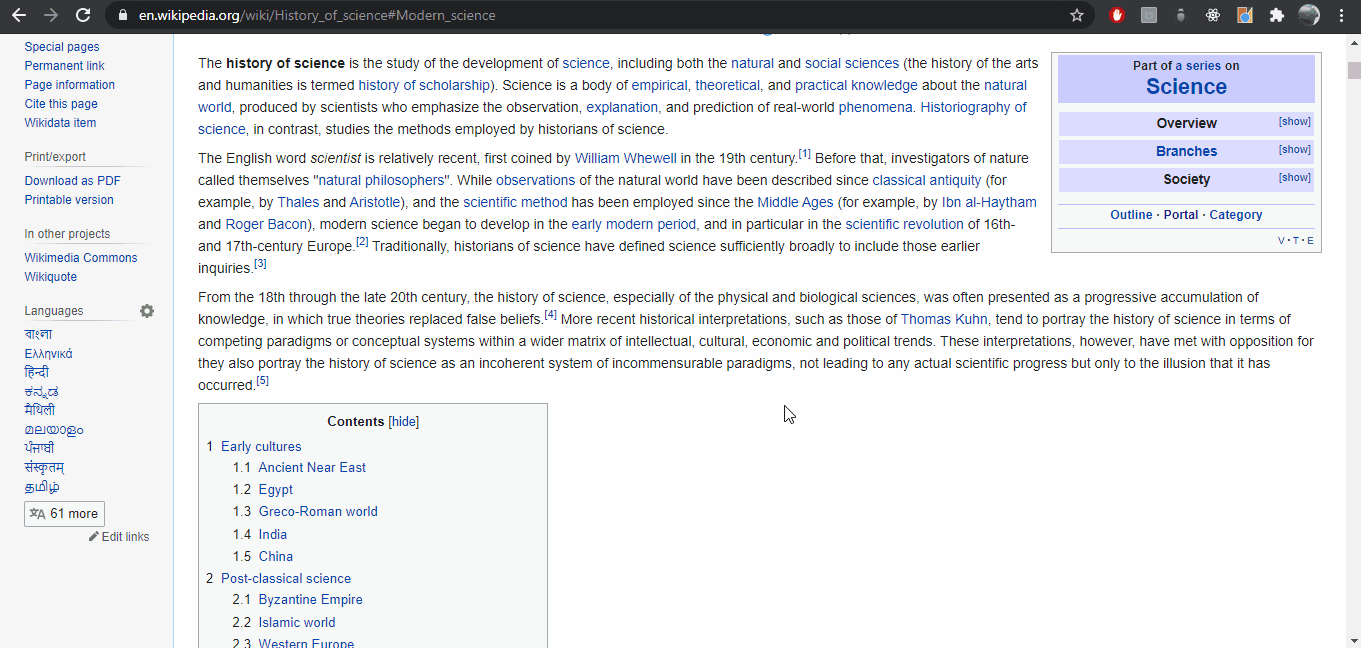 en.wikipedia.org/wiki/History_of_science#Modern_science
Special pages
Permanent link
Page information
Cite this page
Wikidata item
Print/export
Download as PDF
Printable version
In other projects
Wikimedia Commons
Wikiquote
Languages
বাংলা
Ελληνικά
हिन्दी
ಕನ್ನಡ
मैथिली
മലയാളം
ਪੰਜਾਬੀ
संस्कृतम्
தமிழ்
61 more
Edit links
The history of science is the study of the development of science, including both the natural and social sciences (the history of the arts
and humanities is termed history of scholarship). Science is a body of empirical, theoretical, and practical knowledge about the natural
world, produced by scientists who emphasize the observation, explanation, and prediction of real-world phenomena. Historiography of
science, in contrast, studies the methods employed by historians of science.
The English word scientist is relatively recent, first coined by William Whewell in the 19th century.[1] Before that, investigators of nature
called themselves "natural philosophers". While observations of the natural world have been described since classical antiquity (for
example, by Thales and Aristotle), and the scientific method has been employed since the Middle Ages (for example, by Ibn al-Haytham
and Roger Bacon), modern science began to develop in the early modern period, and in particular in the scientific revolution of 16th-
and 17th-century Europe.[2] Traditionally, historians of science have defined science sufficiently broadly to include those earlier
inquiries.[3]
From the 18th through the late 20th century, the history of science, especially of the physical and biological sciences, was often presented as a progressive accumulation of
knowledge, in which true theories replaced false beliefs.[4] More recent historical interpretations, such as those of Thomas Kuhn, tend to portray the history of science in terms of
competing paradigms or conceptual systems within a wider matrix of intellectual, cultural, economic and political trends. These interpretations, however, have met with opposition for
they also portray the history of science as an incoherent system of incommensurable paradigms, not leading to any actual scientific progress but only to the illusion that it has
occurred.[5]
Part of a series on
Science
Overview [show]
Branches [show]
Society [show]
Outline · Portal · Category
V · T · E
Contents [hide]
1 Early cultures
1.1 Ancient Near East
1.2 Egypt
1.3 Greco-Roman world
1.4 India
1.5 China
2 Post-classical science
2.1 Byzantine Empire
2.2 Islamic world
2.3 Western Europe